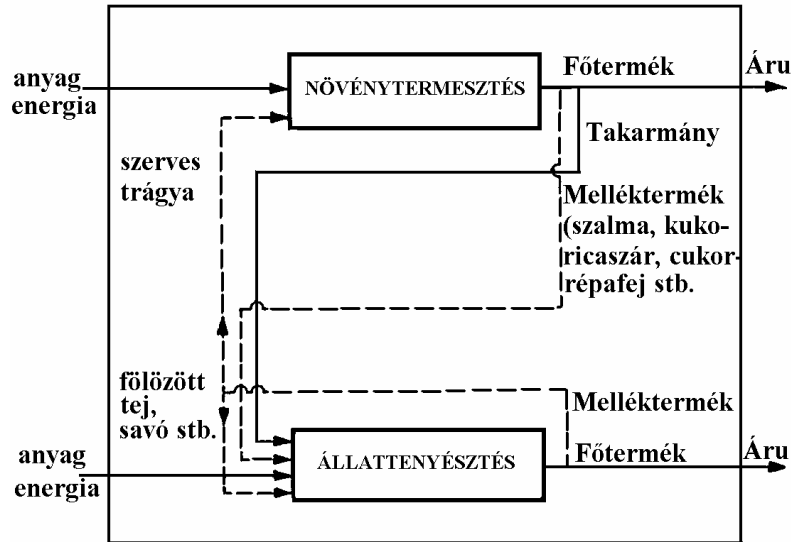 anyag
energia
NÖVÉNYTERMESZTÉS
Főtermék
Áru
Takarmány
szerves
trágya
Melléktermék
(szalma, kuko-
ricaszár, cukor-
répafej stb.
fölözött
tej,
savó stb.
Melléktermék
anyag
energia
ÁLLATTENYÉSZTÉS
Főtermék
Áru